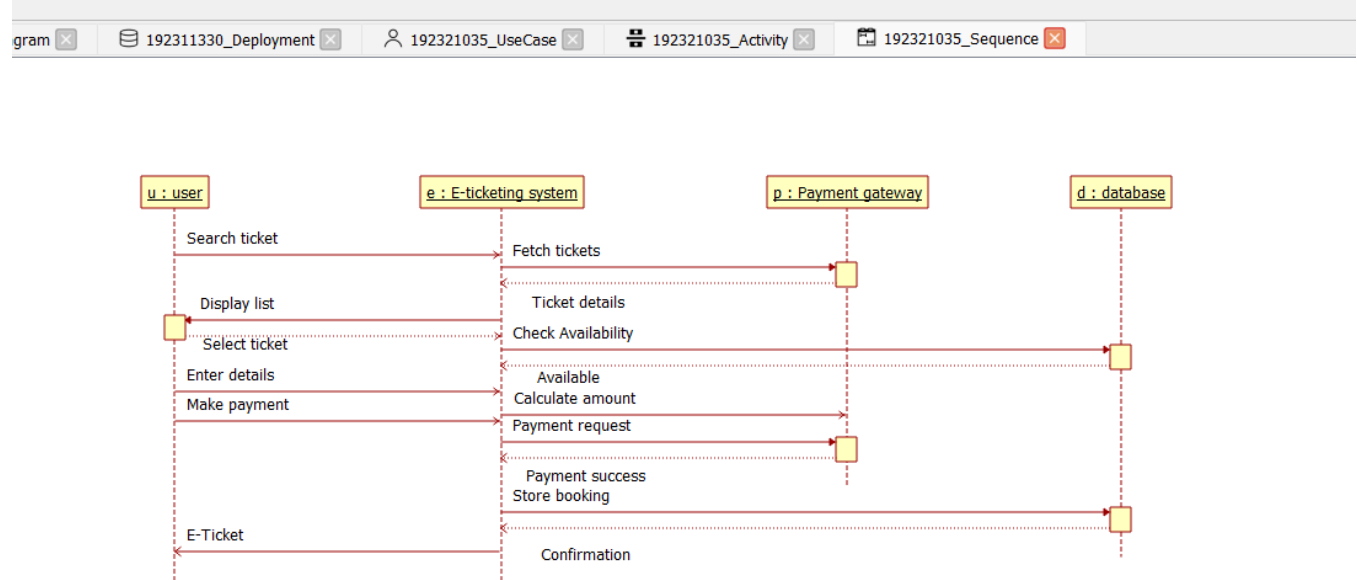 gram
192311330_Deployment
192321035_UseCase
192321035_Activity
192321035_Sequence
u : user
e : E-ticketing system
p : Payment gateway
d : database
Search ticket
Fetch tickets
Display list
Ticket details
Check Availability
Select ticket
Enter details
Available
Calculate amount
Make payment
Payment request
Payment success
Store booking
E-Ticket
Confirmation